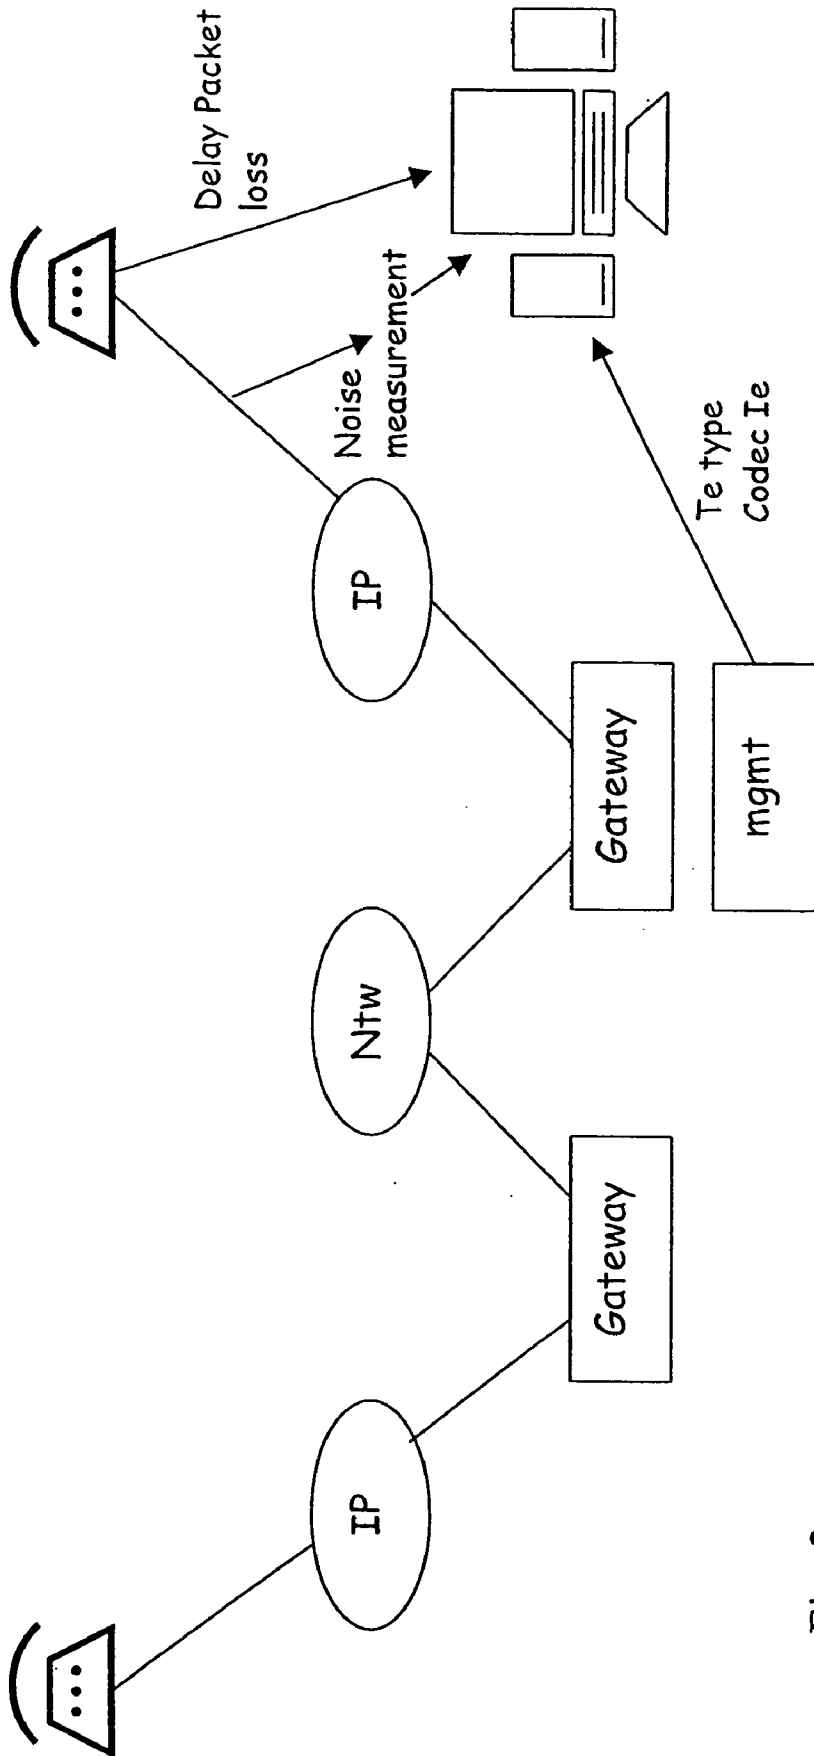 Delay Packet
loss
Noise
measurement
IP
Te type
Codec Ie
Ntw
Gateway
mgmt
IP
Gateway